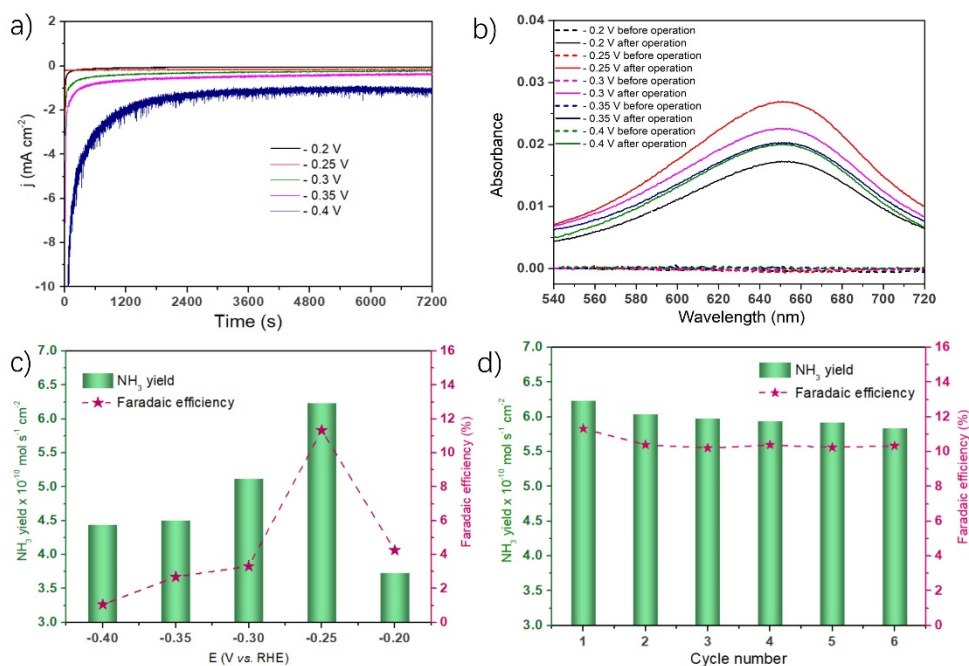 a)
0
-2
-4
-6
-8
-10
j (mA cm⁻²)
- 0.2 V
- 0.25 V
- 0.3 V
- 0.35 V
- 0.4 V
0 1200 2400 3600 4800 6000 7200
Time (s)
b)
0.04
0.03
0.02
0.01
0.00
Absorbance
- 0.2 V before operation
- 0.2 V after operation
- 0.25 V before operation
- 0.25 V after operation
- 0.3 V before operation
- 0.3 V after operation
- 0.35 V before operation
- 0.35 V after operation
- 0.4 V before operation
- 0.4 V after operation
540 560 580 600 620 640 660 680 700 720
Wavelength (nm)
c)
7.0
6.5
6.0
5.5
5.0
4.5
4.0
3.5
3.0
NH₃ yield x 10⁻¹⁰ mol s⁻¹ cm⁻²
NH₃ yield
Faradaic efficiency
16
14
12
10
8
6
4
2
0
Faradaic efficiency (%)
-0.40 -0.35 -0.30 -0.25 -0.20
E (V vs. RHE)
d)
7.0
6.5
6.0
5.5
5.0
4.5
4.0
3.5
3.0
NH₃ yield x 10⁻¹⁰ mol s⁻¹ cm⁻²
NH₃ yield
Faradaic efficiency
16
14
12
10
8
6
4
2
0
Faradaic efficiency (%)
1 2 3 4 5 6
Cycle number